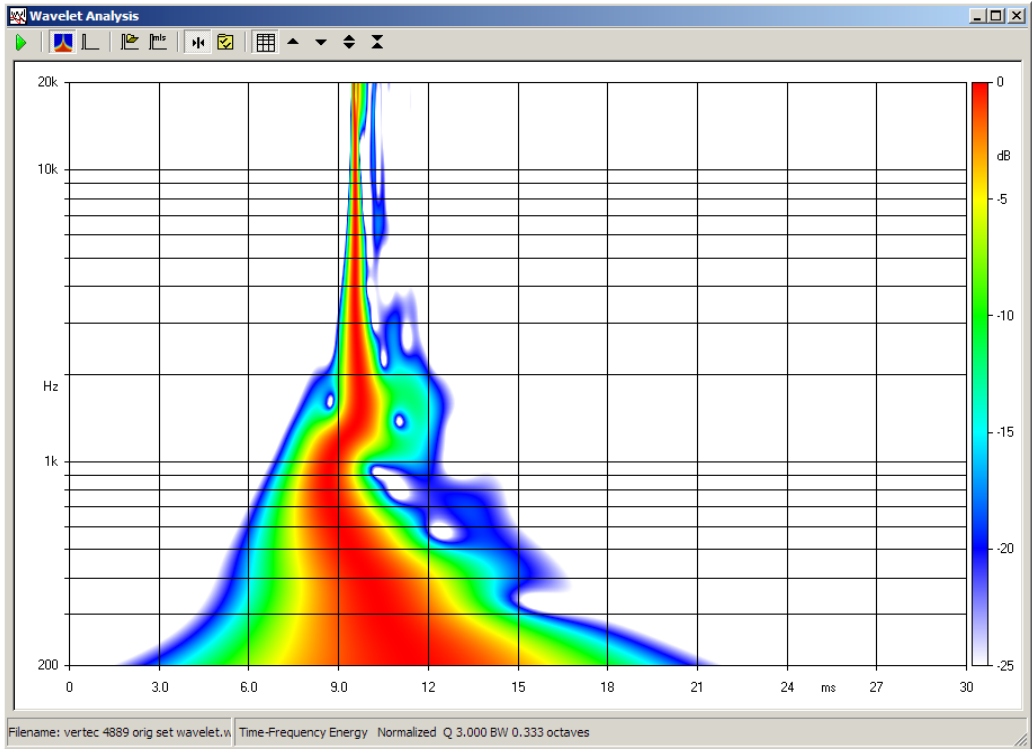 Wavelet Analysis
mls
20k
10k
Hz
1k
200
0
3.0
6.0
9.0
12
15
18
21
24
ms
27
30
0
dB
-5
-10
-15
-20
-25
Filename: vertec 4889 orig set wavelet.w
Time-Frequency Energy Normalized Q 3.000 BW 0.333 octaves